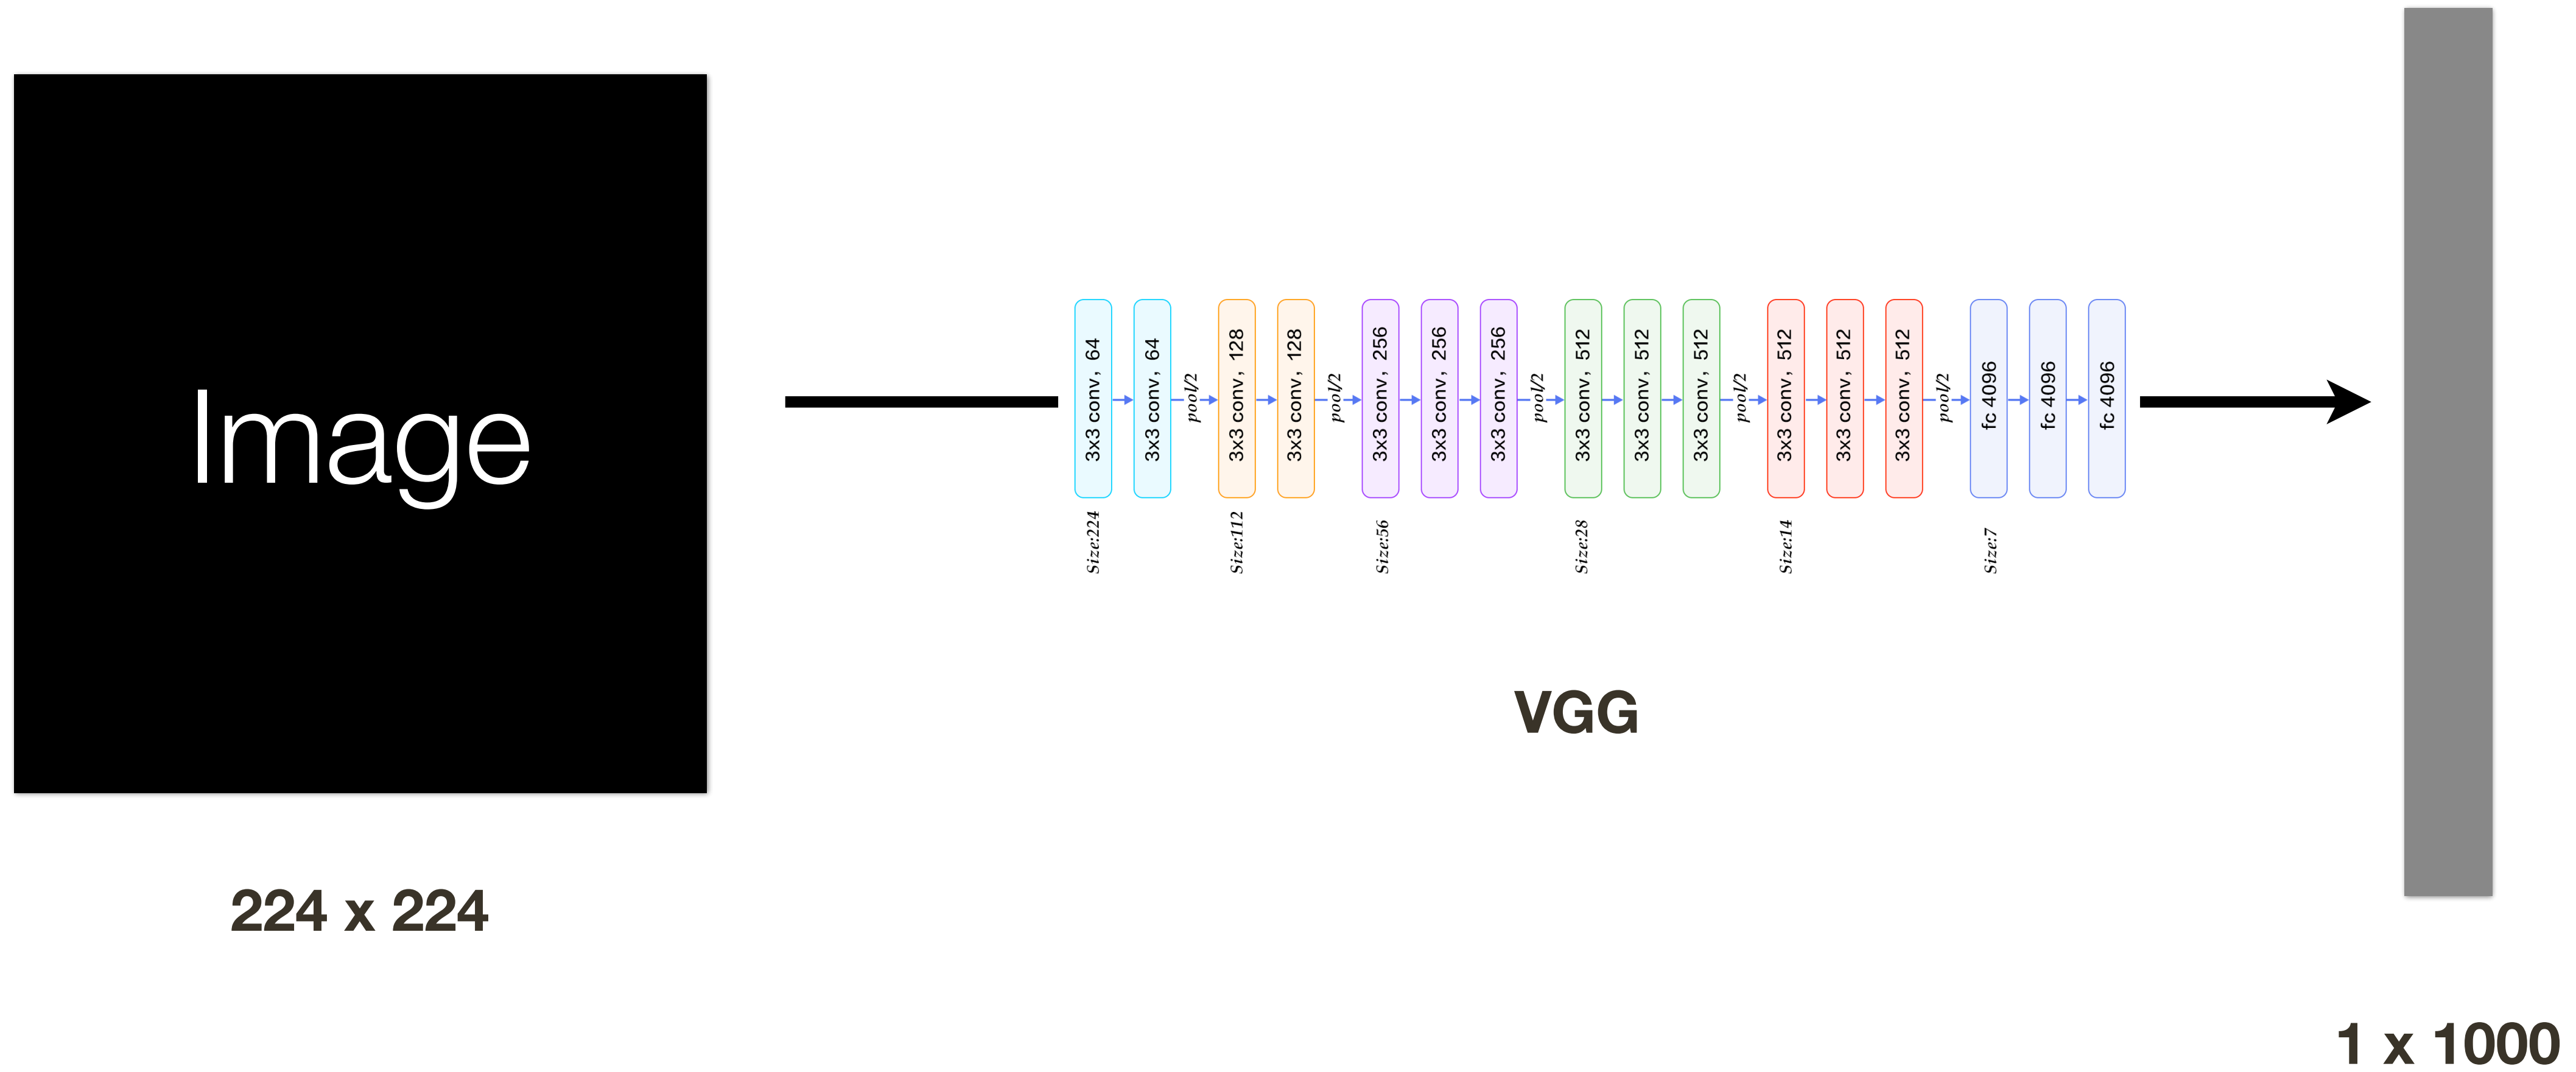 Image
224 x 224
3x3 conv, 64
3x3 conv, 64
pool/2
3x3 conv, 128
3x3 conv, 128
pool/2
3x3 conv, 256
3x3 conv, 256
3x3 conv, 256
pool/2
3x3 conv, 512
3x3 conv, 512
3x3 conv, 512
pool/2
3x3 conv, 512
3x3 conv, 512
3x3 conv, 512
pool/2
fc 4096
fc 4096
fc 4096
Size:224
Size:112
Size:56
Size:28
Size:14
Size:7
VGG
1 x 1000